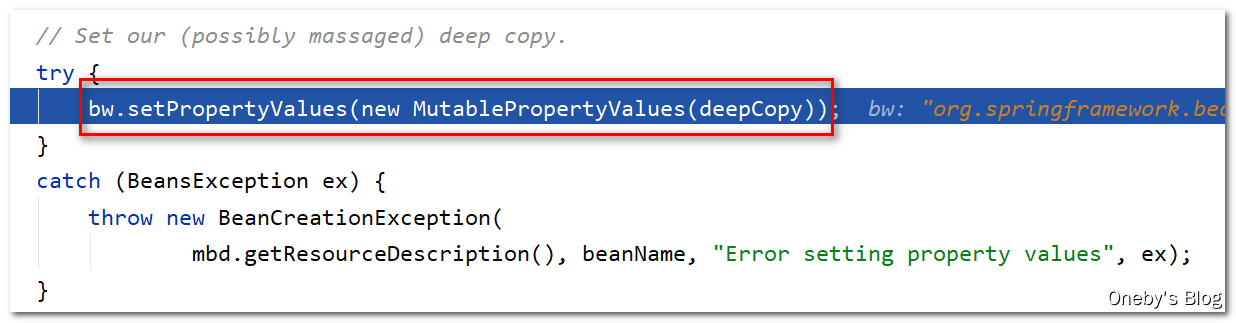 // Set our (possibly massaged) deep copy.
try {
bw.setPropertyValues(new MutablePropertyValues(deepCopy)); bw: "org.springframework.bea
}
catch (BeansException ex) {
throw new BeanCreationException(
mbd.getResourceDescription(), beanName, "Error setting property values", ex);
}
Oneby's Blog